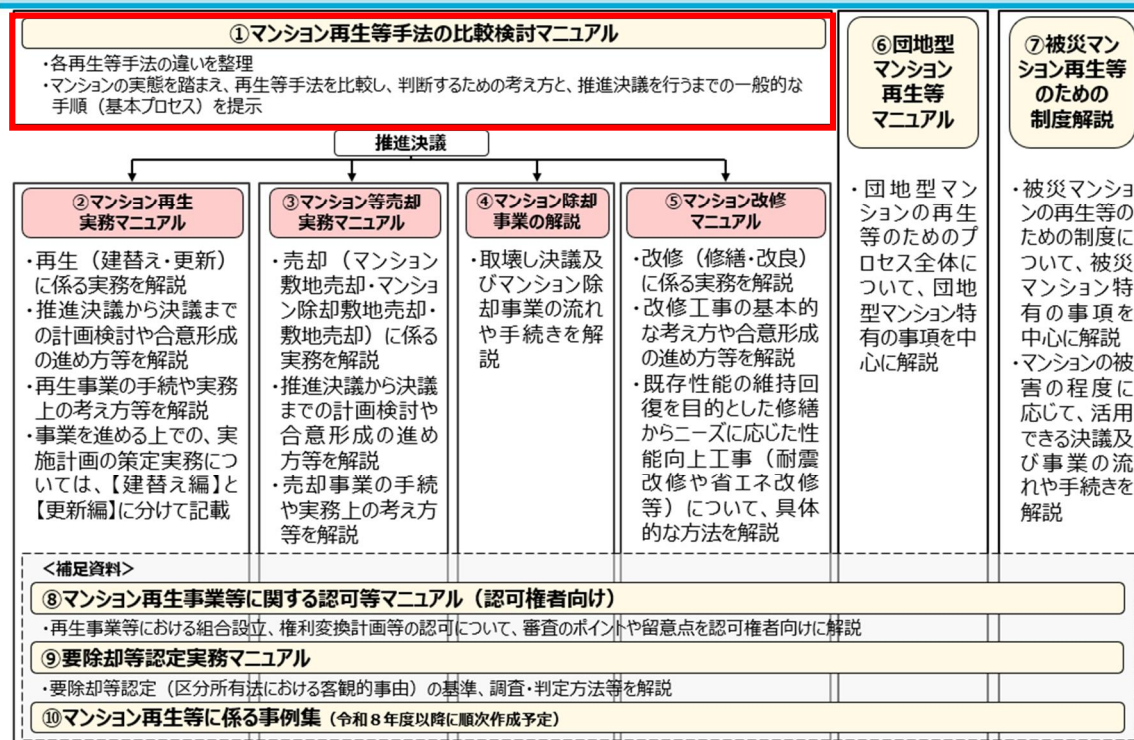 ①マンション再生等手法の比較検討マニュアル
・各再生等手法の違いを整理
・マンションの実態を踏まえ、再生等手法を比較し、判断するための考え方と、推進決議を行うまでの一般的な
手順（基本プロセス）を提示
推進決議
②マンション再生
実務マニュアル
・再生（建替え・更新）
に係る実務を解説
・推進決議から決議まで
の計画検討や合意形成
の進め方等を解説
・再生事業の手続や実務
上の考え方等を解説
・事業を進める上での、実
施計画の策定実務につ
いては、【建替え編】と
【更新編】に分けて記載
③マンション等売却
実務マニュアル
・売却（マンション
敷地売却・マンショ
ン除却敷地売却・
敷地売却）に係る
実務を解説
・推進決議から決議
までの計画検討や
合意形成の進め
方等を解説
・売却事業の手続
や実務上の考え方
等を解説
④マンション除却
事業の解説
・取壊し決議及
びマンション除
却事業の流れ
や手続きを解
説
⑤マンション改修
マニュアル
・改修（修繕・改良）
に係る実務を解説
・改修工事の基本的
な考え方や合意形成
の進め方等を解説
・既存性能の維持回
復を目的とした修繕
からニーズに応じた性
能向上工事（耐震
改修や省エネ改修
等）について、具体
的な方法を解説
⑥団地型
マンション
再生等
マニュアル
・団地型マン
ションの再生
等のためのプ
ロセス全体に
ついて、団地
型マンション特
有の事項を中
心に解説
⑦被災マン
ション再生等
のための
制度解説
・被災マンショ
ンの再生等の
ための制度に
ついて、被災
マンション特
有の事項を
中心に解説
・マンションの被
害の程度に
応じて、活用
できる決議及
び事業の流
れや手続きを
解説
＜補足資料＞
⑧マンション再生事業等に関する認可等マニュアル（認可権者向け）
・再生事業等における組合設立、権利変換計画等の認可について、審査のポイントや留意点を認可権者向けに解説
⑨要除却等認定実務マニュアル
・要除却等認定（区分所有法における客観的事由）の基準、調査・判定方法等を解説
⑩マンション再生等に係る事例集（令和８年度以降に順次作成予定）